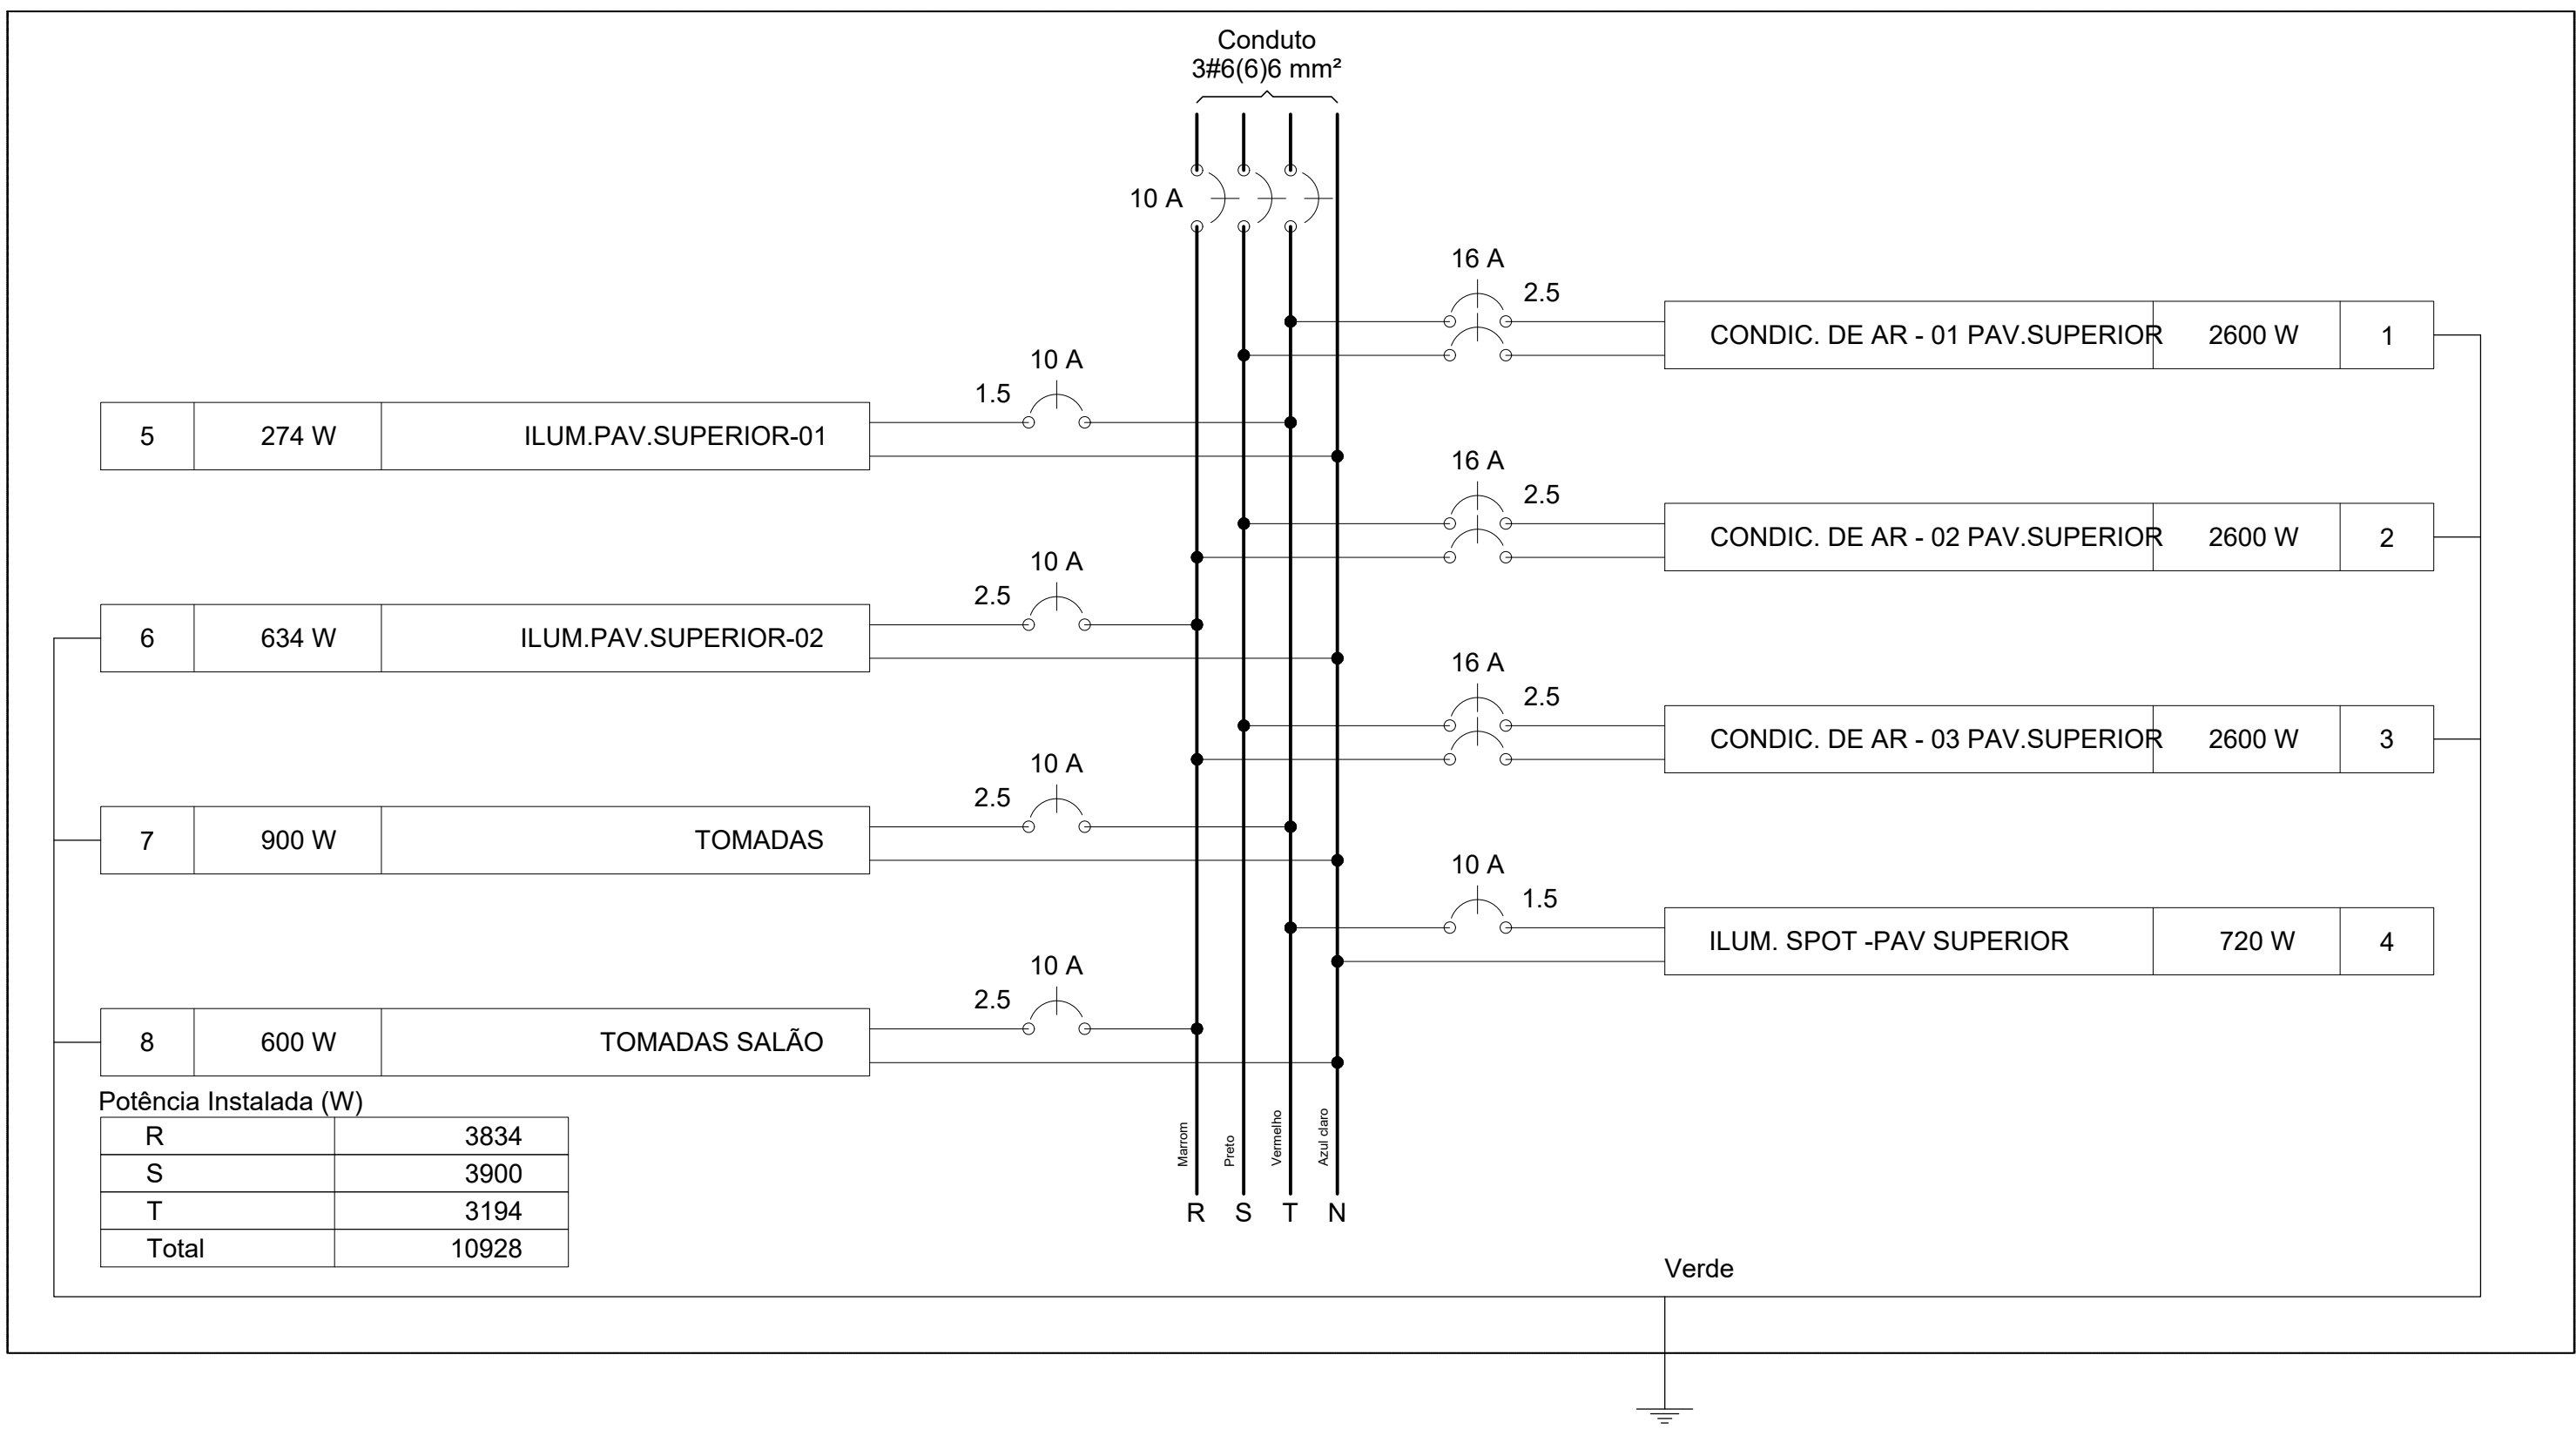 Conduto
3#6(6)6 mm²
10 A
16 A
2.5
CONDIC. DE AR - 01 PAV.SUPERIOR 2600 W 1
10 A
1.5
5 274 W ILUM.PAV.SUPERIOR-01
16 A
2.5
CONDIC. DE AR - 02 PAV.SUPERIOR 2600 W 2
10 A
2.5
6 634 W ILUM.PAV.SUPERIOR-02
16 A
2.5
CONDIC. DE AR - 03 PAV.SUPERIOR 2600 W 3
10 A
2.5
7 900 W TOMADAS
10 A
1.5
ILUM. SPOT -PAV SUPERIOR 720 W 4
10 A
2.5
8 600 W TOMADAS SALÃO
Potência Instalada (W)
R 3834
S 3900
T 3194
Total 10928
Marrom
Preto
Vermelho
Azul claro
R S T N
Verde